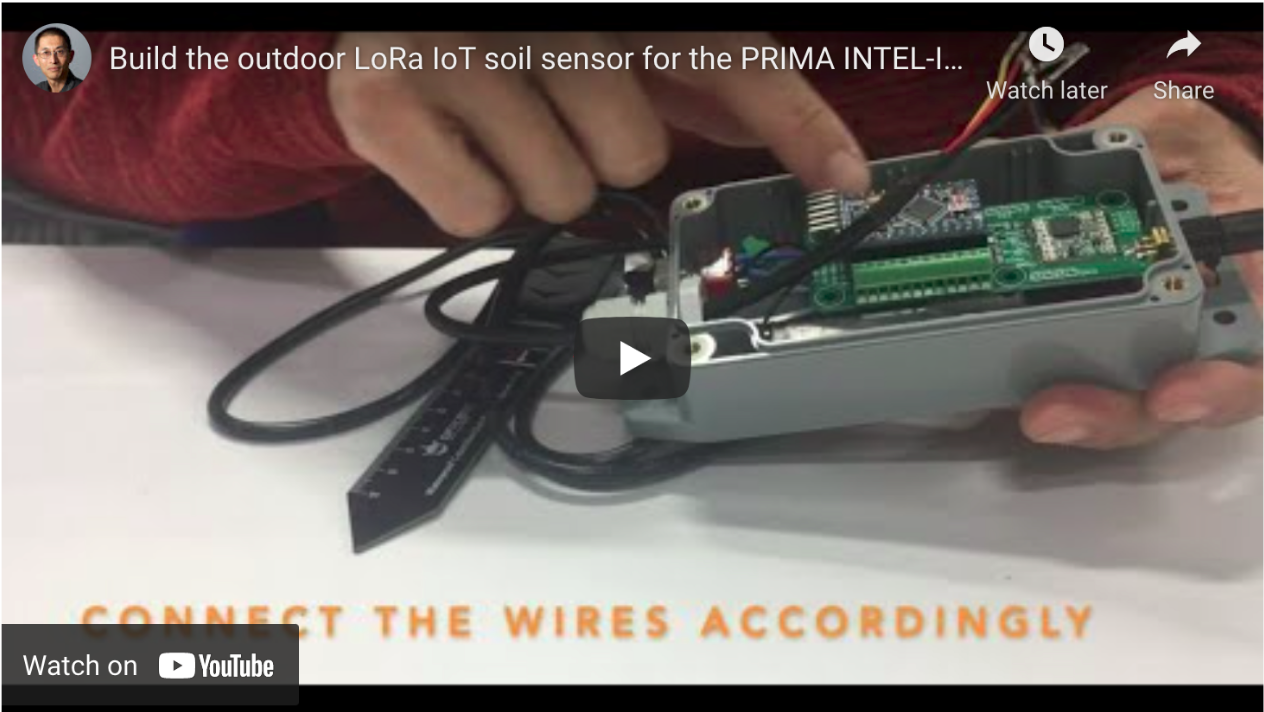 Build the outdoor LoRa IoT soil sensor for the PRIMA INTEL-I...
Watch later
Share
CONNECT THE WIRES ACCORDINGLY
Watch on YouTube